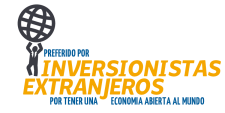 PREFERIDO POR
INVERSIONISTAS
EXTRANJEROS
POR TENER UNA ECONOMIA ABIERTA AL MUNDO